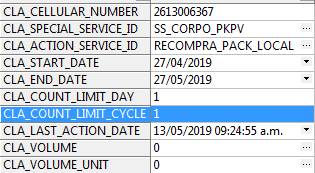 CLA_CELLULAR_NUMBER 2613006367
CLA_SPECIAL_SERVICE_ID SS_CORPO_PKPV ...
CLA_ACTION_SERVICE_ID RECOMPRA_PACK_LOCAL ...
CLA_START_DATE 27/04/2019
CLA_END_DATE 27/05/2019
CLA_COUNT_LIMIT_DAY 1
CLA_COUNT_LIMIT_CYCLE 1
CLA_LAST_ACTION_DATE 13/05/2019 09:24:55 a.m.
CLA_VOLUME 0 ...
CLA_VOLUME_UNIT 0 ...